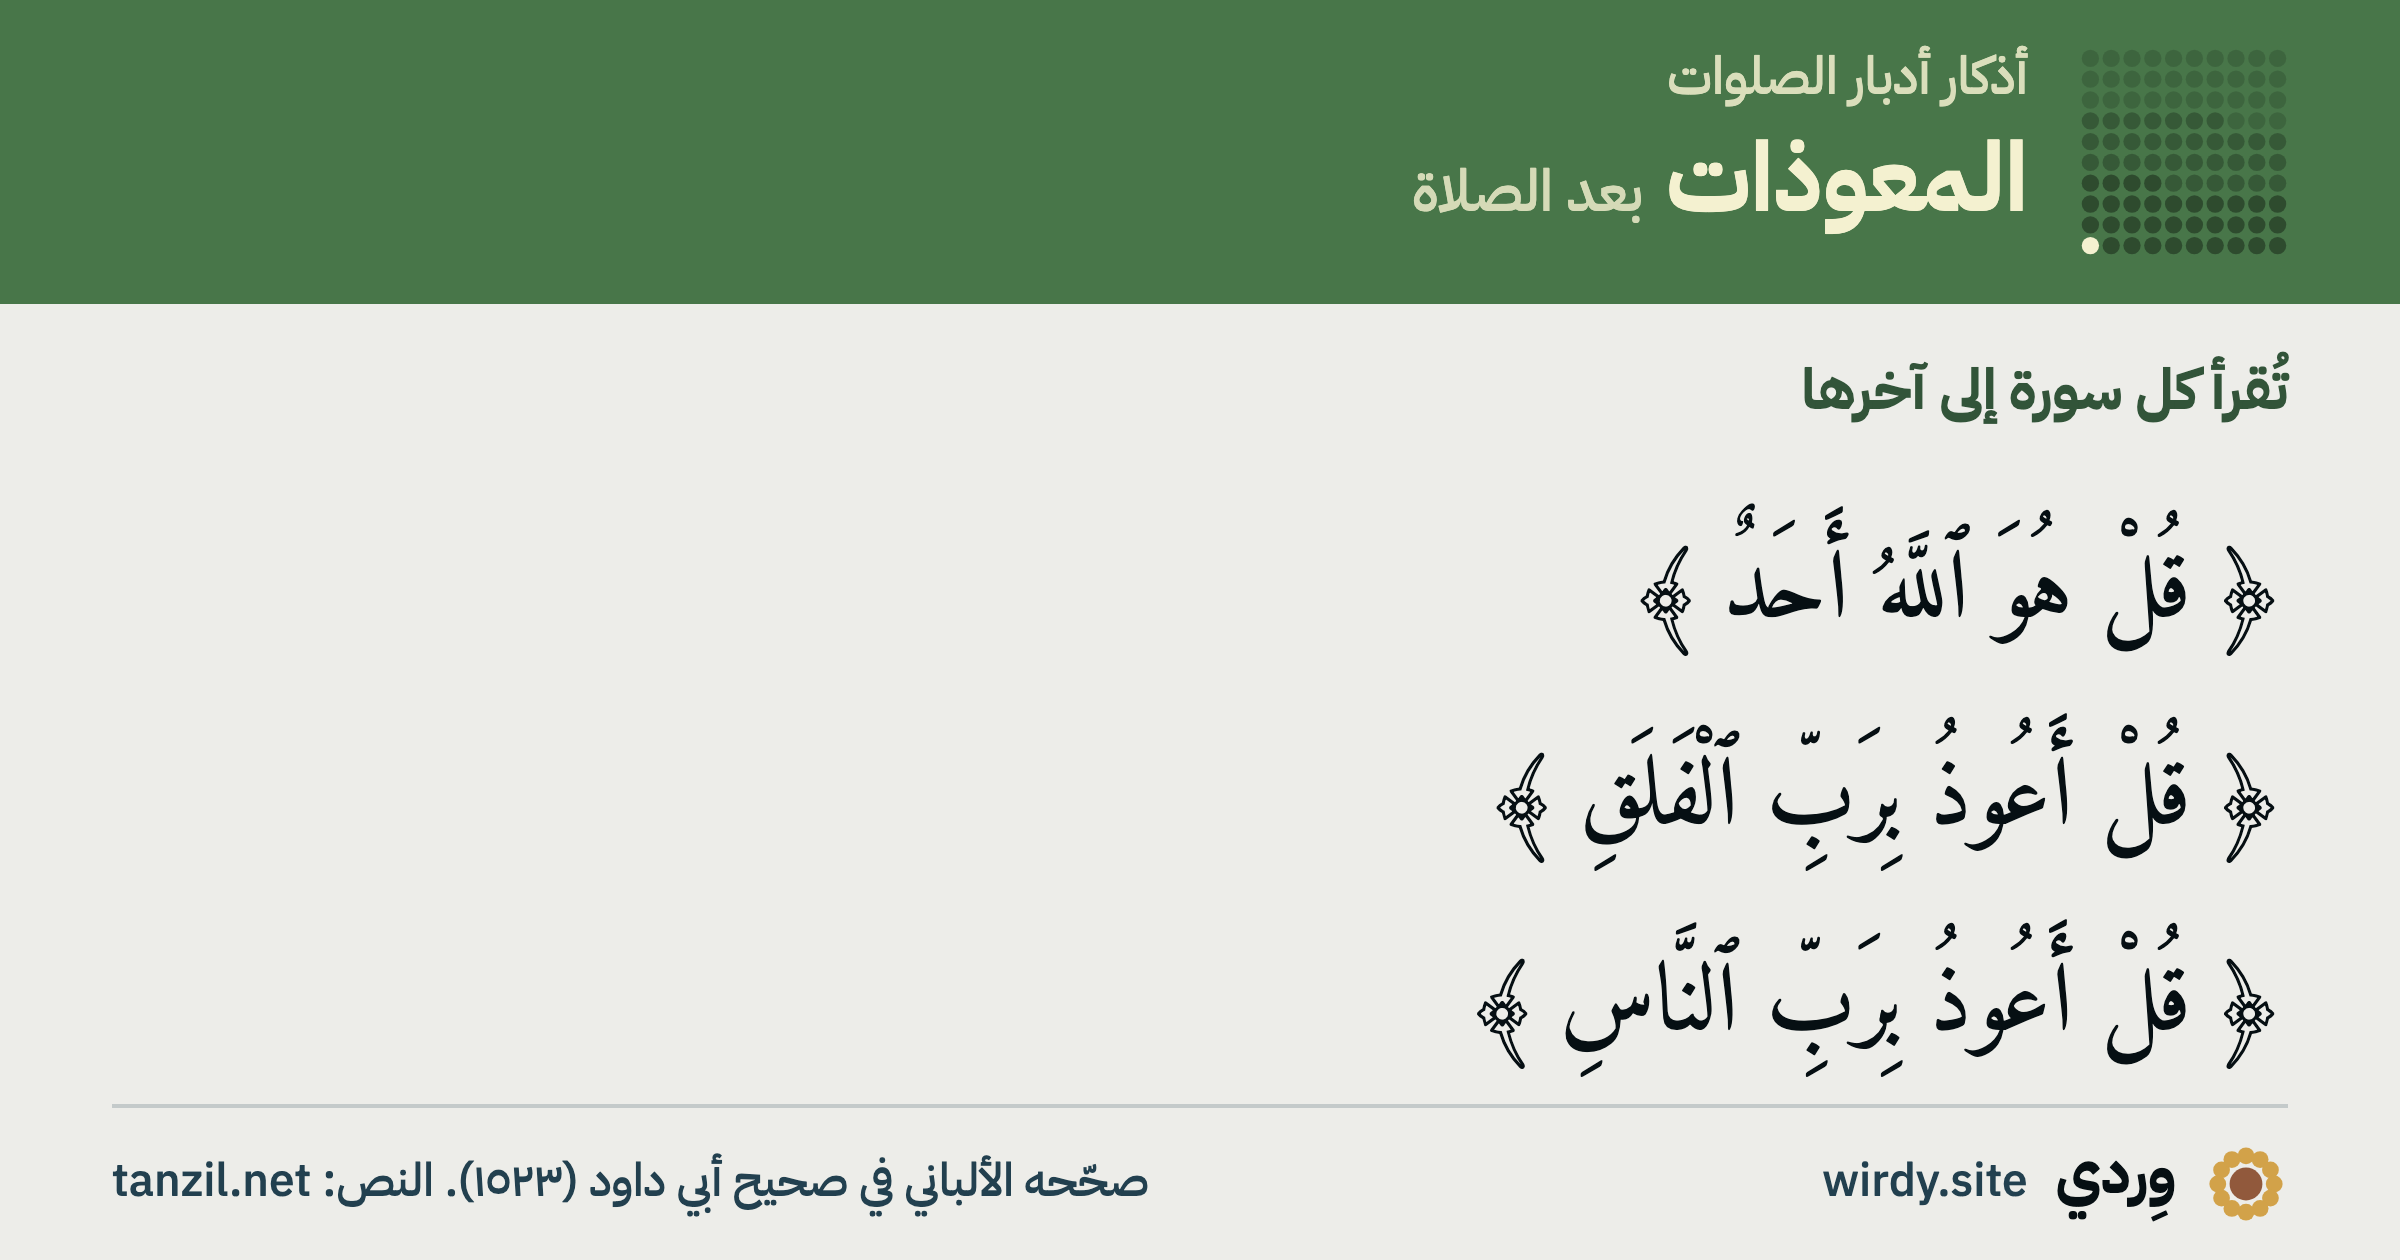 أذكار أدبار الصلوات
المعوذات بعد الصلاة
تُقرأ كل سورة إلى آخرها
﴿ قُلْ هُوَ ٱللَّهُ أَحَدٌ ﴾
﴿ قُلْ أَعُوذُ بِرَبِّ ٱلْفَلَقِ ﴾
﴿ قُلْ أَعُوذُ بِرَبِّ ٱلنَّاسِ ﴾
وِردي wirdy.site
صحّحه الألباني في صحيح أبي داود (١٥٢٣). النص: tanzil.net